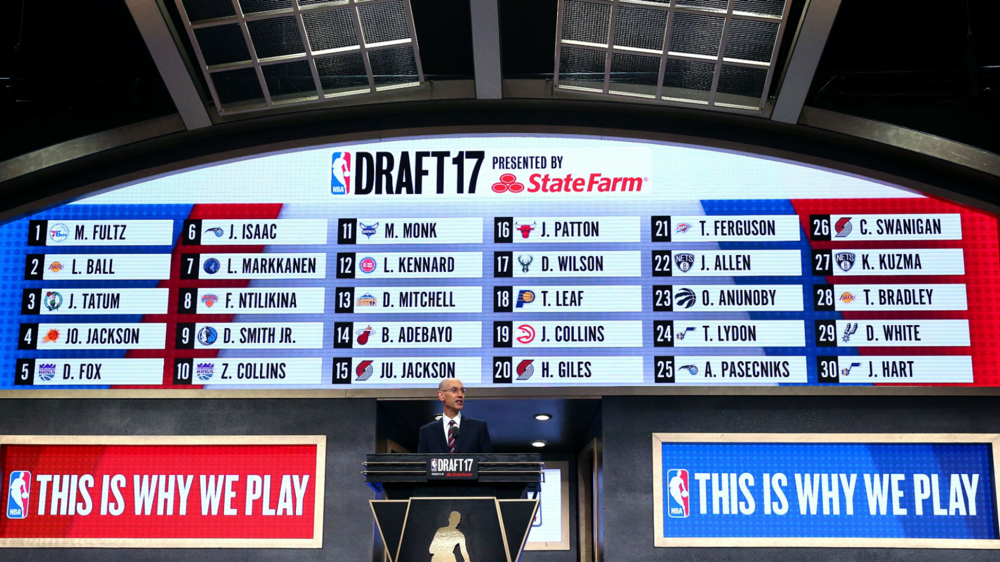 NBA DRAFT17 PRESENTED BY
StateFarm®
1 76ers M. FULTZ
2 LAKERS L. BALL
3 J. TATUM
4 JO. JACKSON
5 KINGS D. FOX
6 J. ISAAC
7 L. MARKKANEN
8 F. NTILIKINA
9 D. SMITH JR.
10 KINGS Z. COLLINS
11 HORNETS M. MONK
12 L. KENNARD
13 NUGGETS D. MITCHELL
14 B. ADEBAYO
15 JU. JACKSON
16 J. PATTON
17 D. WILSON
18 T. LEAF
19 J. COLLINS
20 H. GILES
21 T. FERGUSON
22 NETS B J. ALLEN
23 O. ANUNOBY
24 T. LYDON
25 A. PASECNIKS
26 C. SWANIGAN
27 NETS B K. KUZMA
28 LAKERS T. BRADLEY
29 D. WHITE
30 J. HART
NBA THIS IS WHY WE PLAY
DRAFT17
PRESENTED BY StateFarm
NBA THIS IS WHY WE PLAY